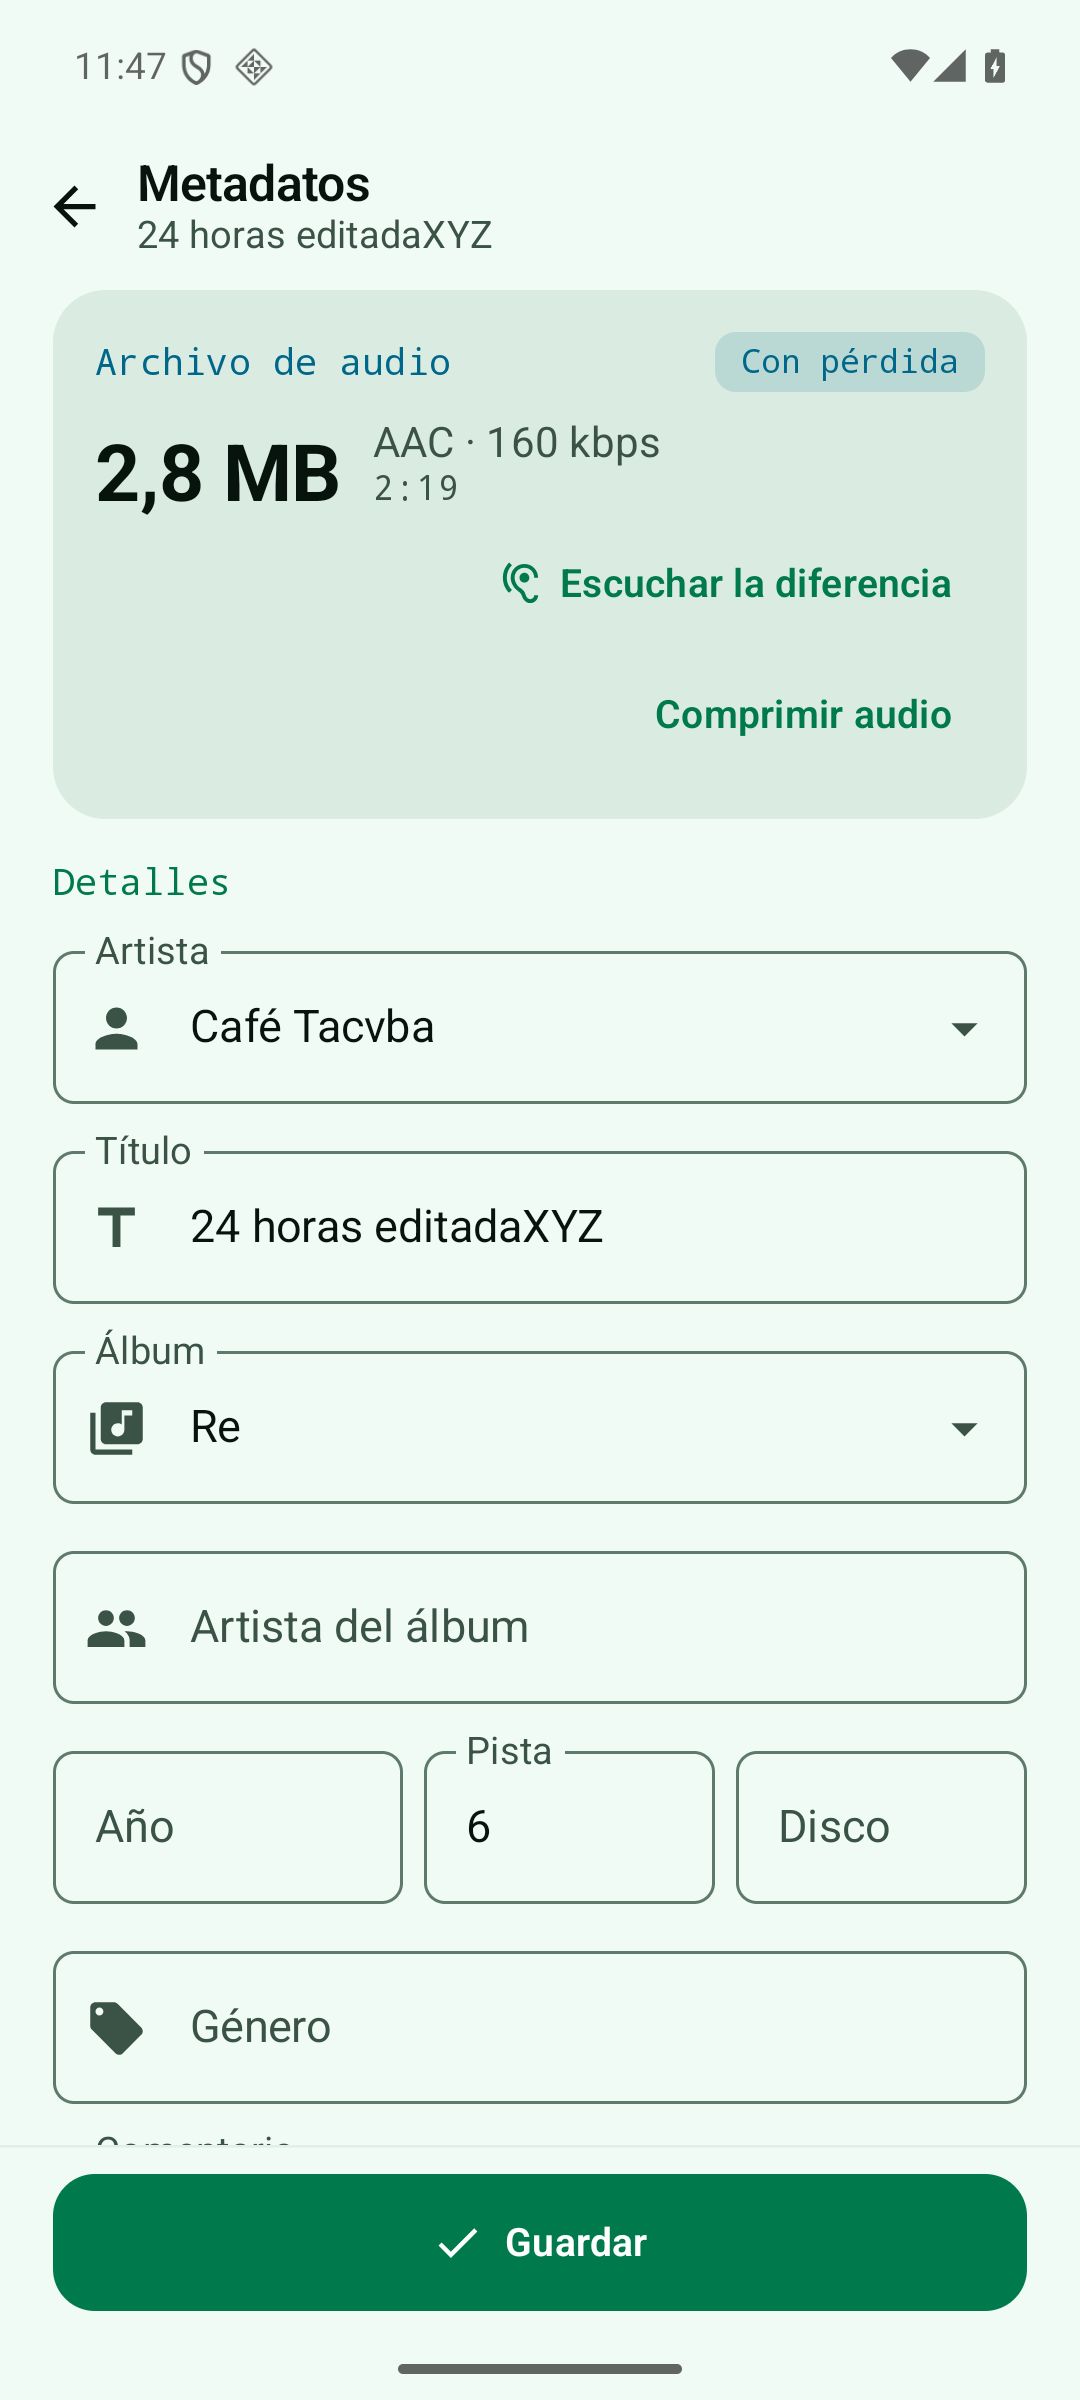 11:47
Metadatos
24 horas editadaXYZ
Archivo de audio
Con pérdida
2,8 MB
AAC · 160 kbps
2:19
Escuchar la diferencia
Comprimir audio
Detalles
Artista
Café Tacvba
Título
24 horas editadaXYZ
Álbum
Re
Artista del álbum
Año
Pista
6
Disco
Género
Guardar